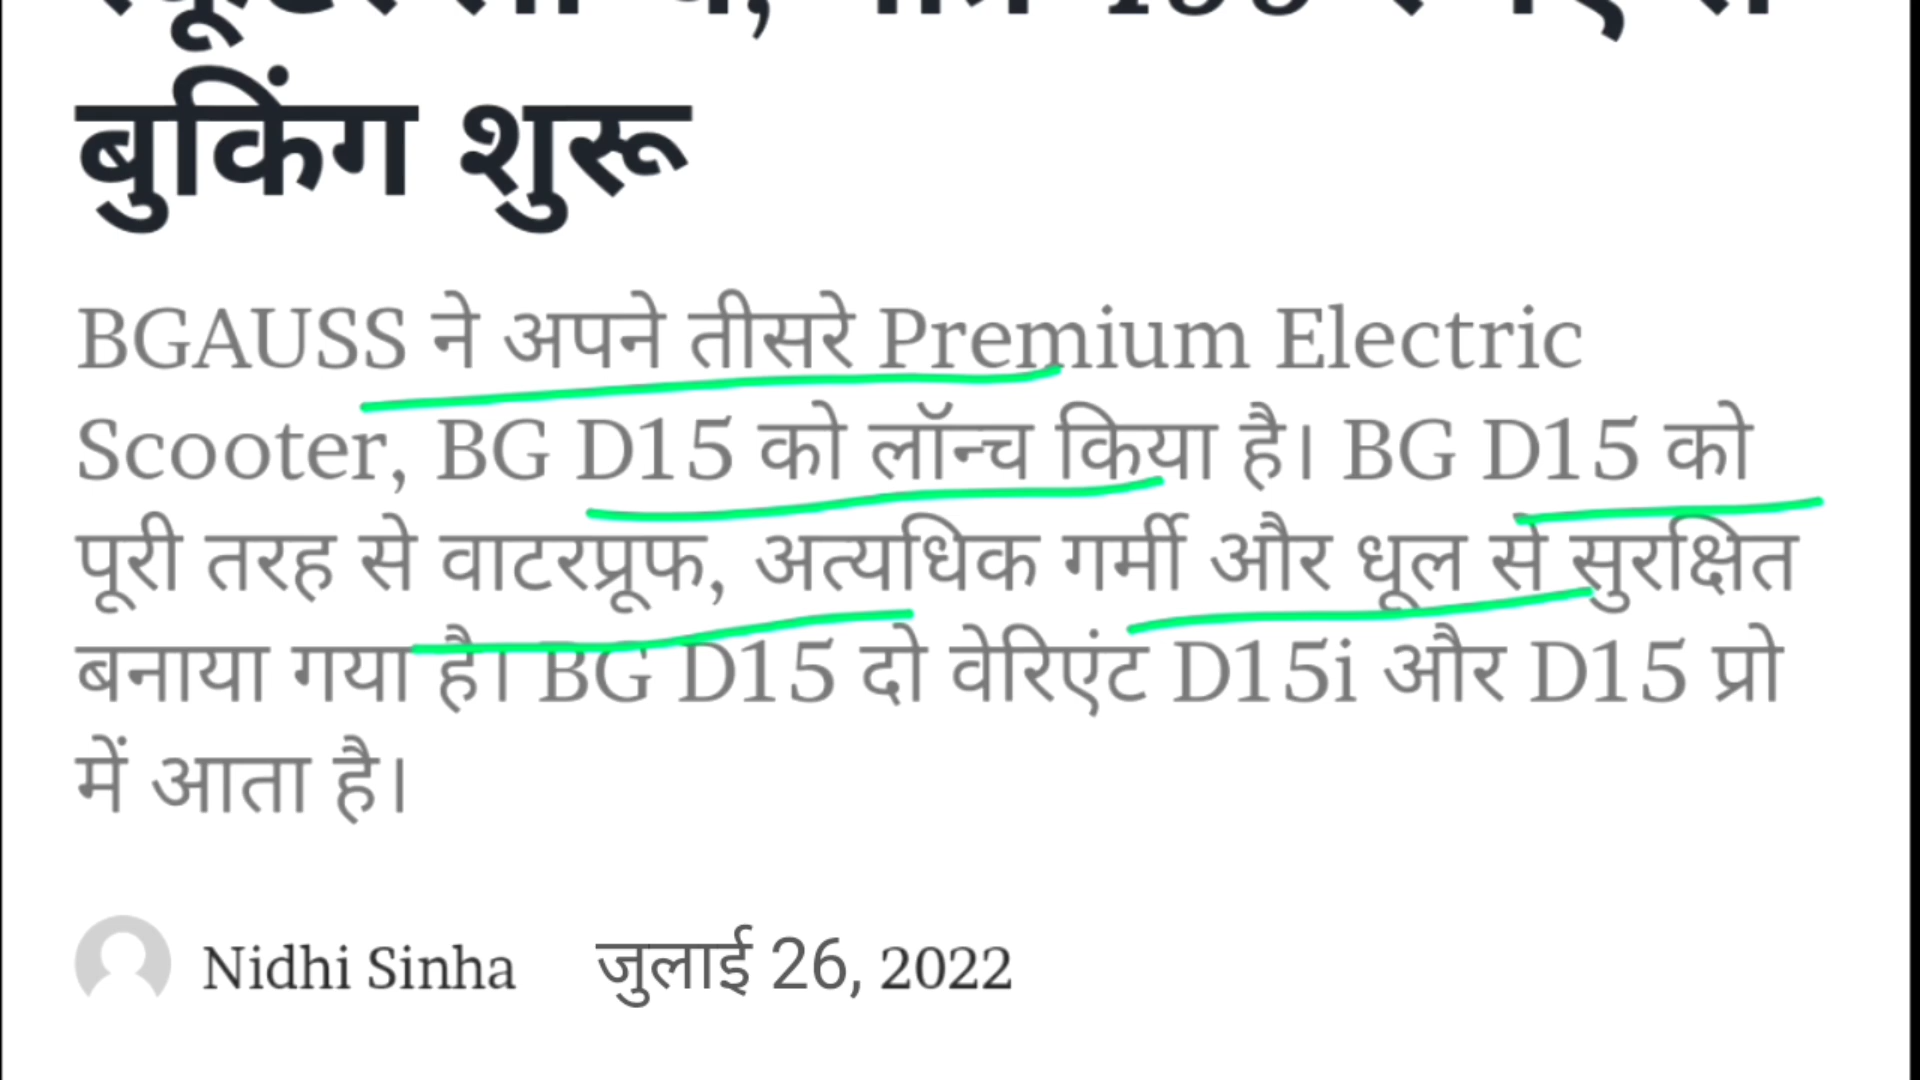 बुकिंग शुरू
BGAUSS ने अपने तीसरे Premium Electric
Scooter, BG D15 को लॉन्च किया है। BG D15 को
पूरी तरह से वाटरप्रूफ, अत्यधिक गर्मी और धूल से सुरक्षित
बनाया गया है। BG D15 दो वेरिएंट D15i और D15 प्रो
में आता है।
Nidhi Sinha जुलाई 26, 2022